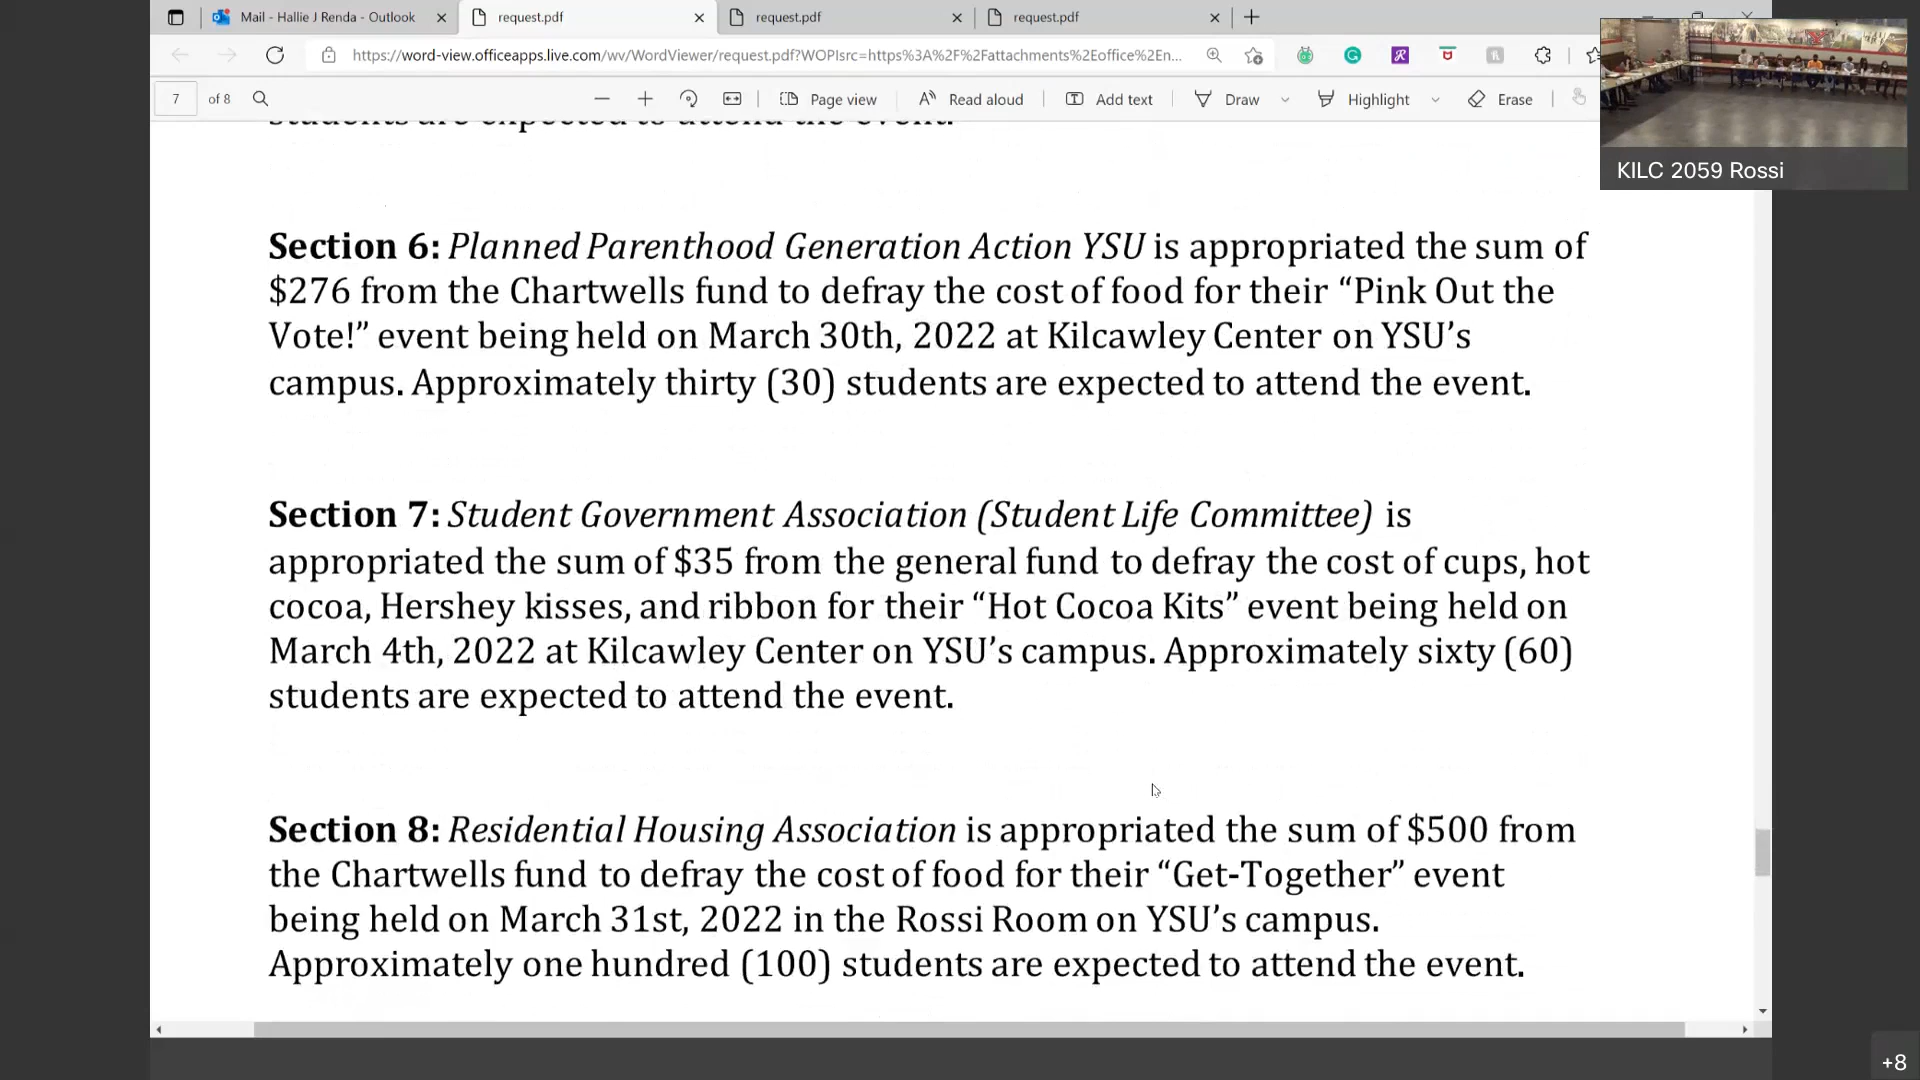 Mail - Hallie J Renda - Outlook
request.pdf
request.pdf
request.pdf
https://word-view.officeapps.live.com/wv/WordViewer/request.pdf?WOPIsrc=https%3A%2F%2Fattachments%2Eoffice%2En...
7 of 8
Page view
Read aloud
Add text
Draw
Highlight
Erase
KILC 2059 Rossi
students are expected to attend the event.
Section 6: Planned Parenthood Generation Action YSU is appropriated the sum of
$276 from the Chartwells fund to defray the cost of food for their “Pink Out the
Vote!” event being held on March 30th, 2022 at Kilcawley Center on YSU’s
campus. Approximately thirty (30) students are expected to attend the event.
Section 7: Student Government Association (Student Life Committee) is
appropriated the sum of $35 from the general fund to defray the cost of cups, hot
cocoa, Hershey kisses, and ribbon for their “Hot Cocoa Kits” event being held on
March 4th, 2022 at Kilcawley Center on YSU’s campus. Approximately sixty (60)
students are expected to attend the event.
Section 8: Residential Housing Association is appropriated the sum of $500 from
the Chartwells fund to defray the cost of food for their “Get-Together” event
being held on March 31st, 2022 in the Rossi Room on YSU’s campus.
Approximately one hundred (100) students are expected to attend the event.
+8